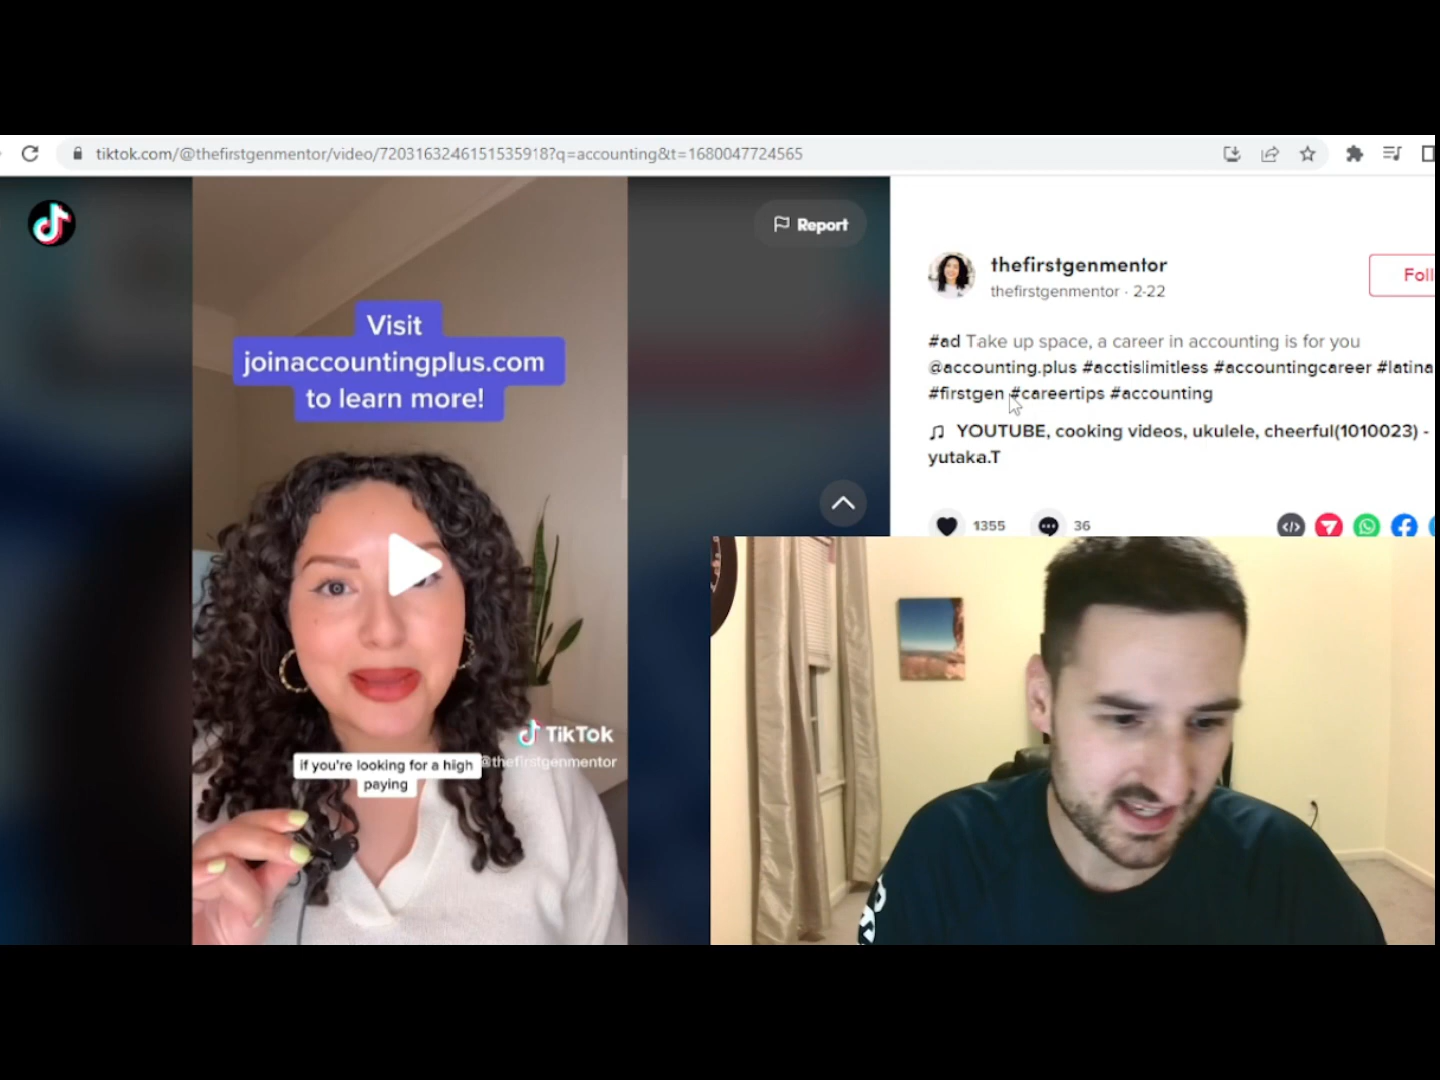 tiktok.com/@thefirstgenmentor/video/7203163246151535918?q=accounting&t=1680047724565
Report
Visit
joinaccountingplus.com
to learn more!
TikTok
@thefirstgenmentor
if you're looking for a high
paying
thefirstgenmentor
thefirstgenmentor · 2-22
Foll
#ad Take up space, a career in accounting is for you
@accounting.plus #acctislimitless #accountingcareer #latina
#firstgen #careertips #accounting
YOUTUBE, cooking videos, ukulele, cheerful(1010023) -
yutaka.T
1355
36